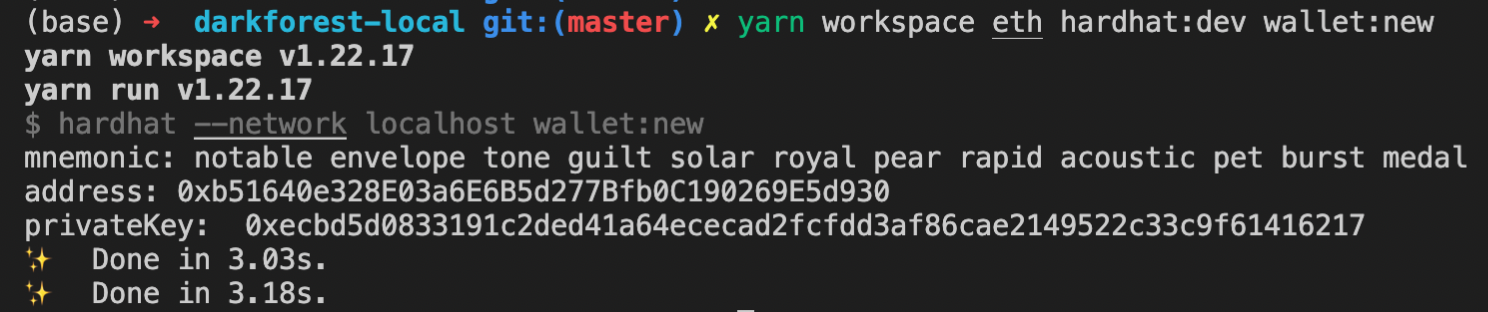 (base) ➜  darkforest-local git:(master) ✗ yarn workspace eth hardhat:dev wallet:new
yarn workspace v1.22.17
yarn run v1.22.17
$ hardhat --network localhost wallet:new
mnemonic: notable envelope tone guilt solar royal pear rapid acoustic pet burst medal
address: 0xb51640e328E03a6E6B5d277Bfb0C190269E5d930
privateKey:  0xecbd5d0833191c2ded41a64ececad2fcfdd3af86cae2149522c33c9f61416217
✨  Done in 3.03s.
✨  Done in 3.18s.